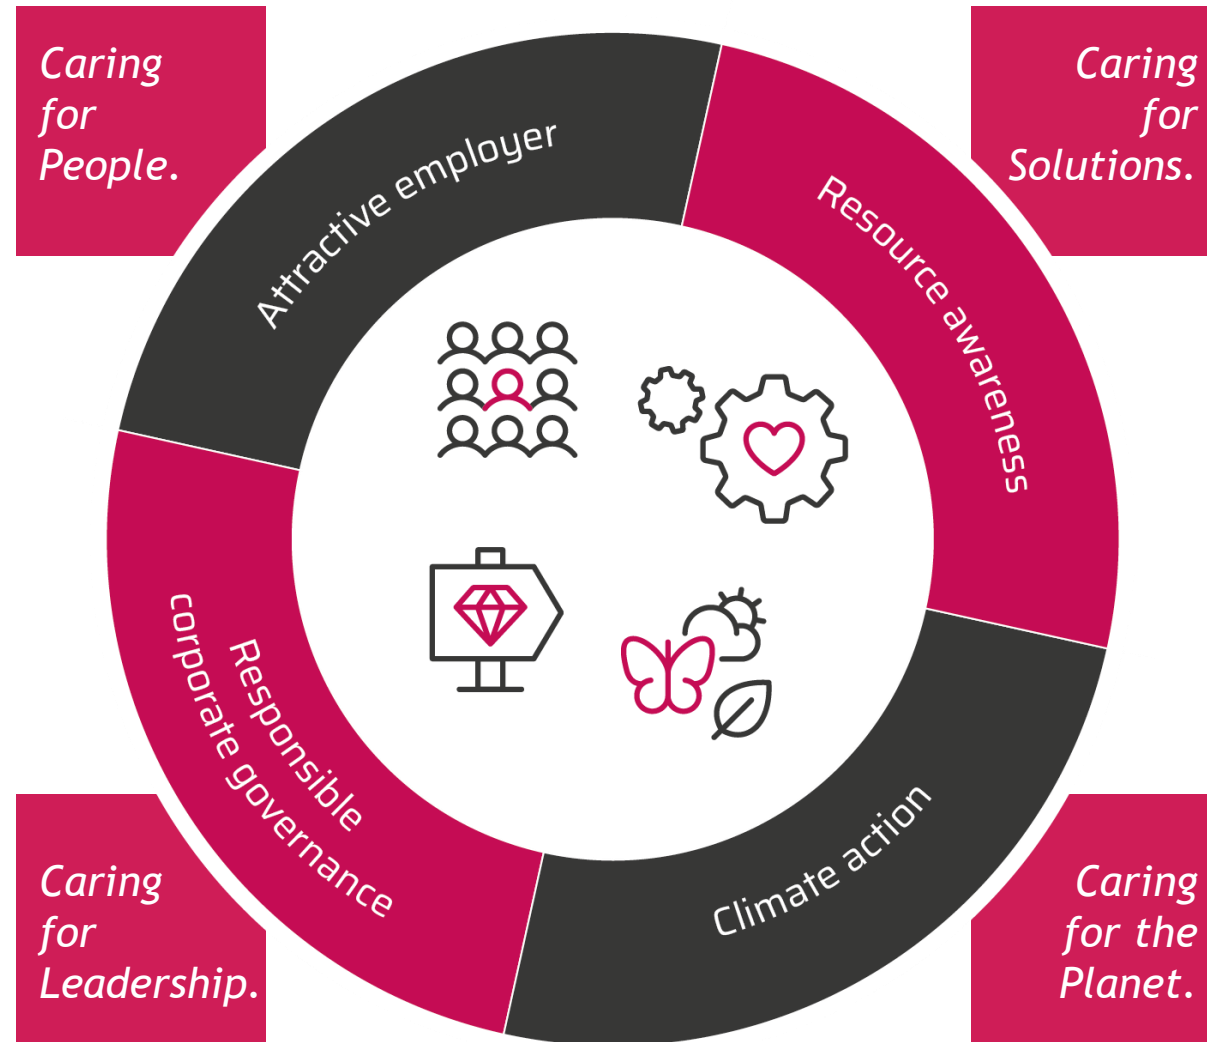 Caring
for
People.
Caring
for
Solutions.
Attractive employer
Resource awareness
Responsible
corporate governance
Climate action
Caring
for
Leadership.
Caring
for the
Planet.